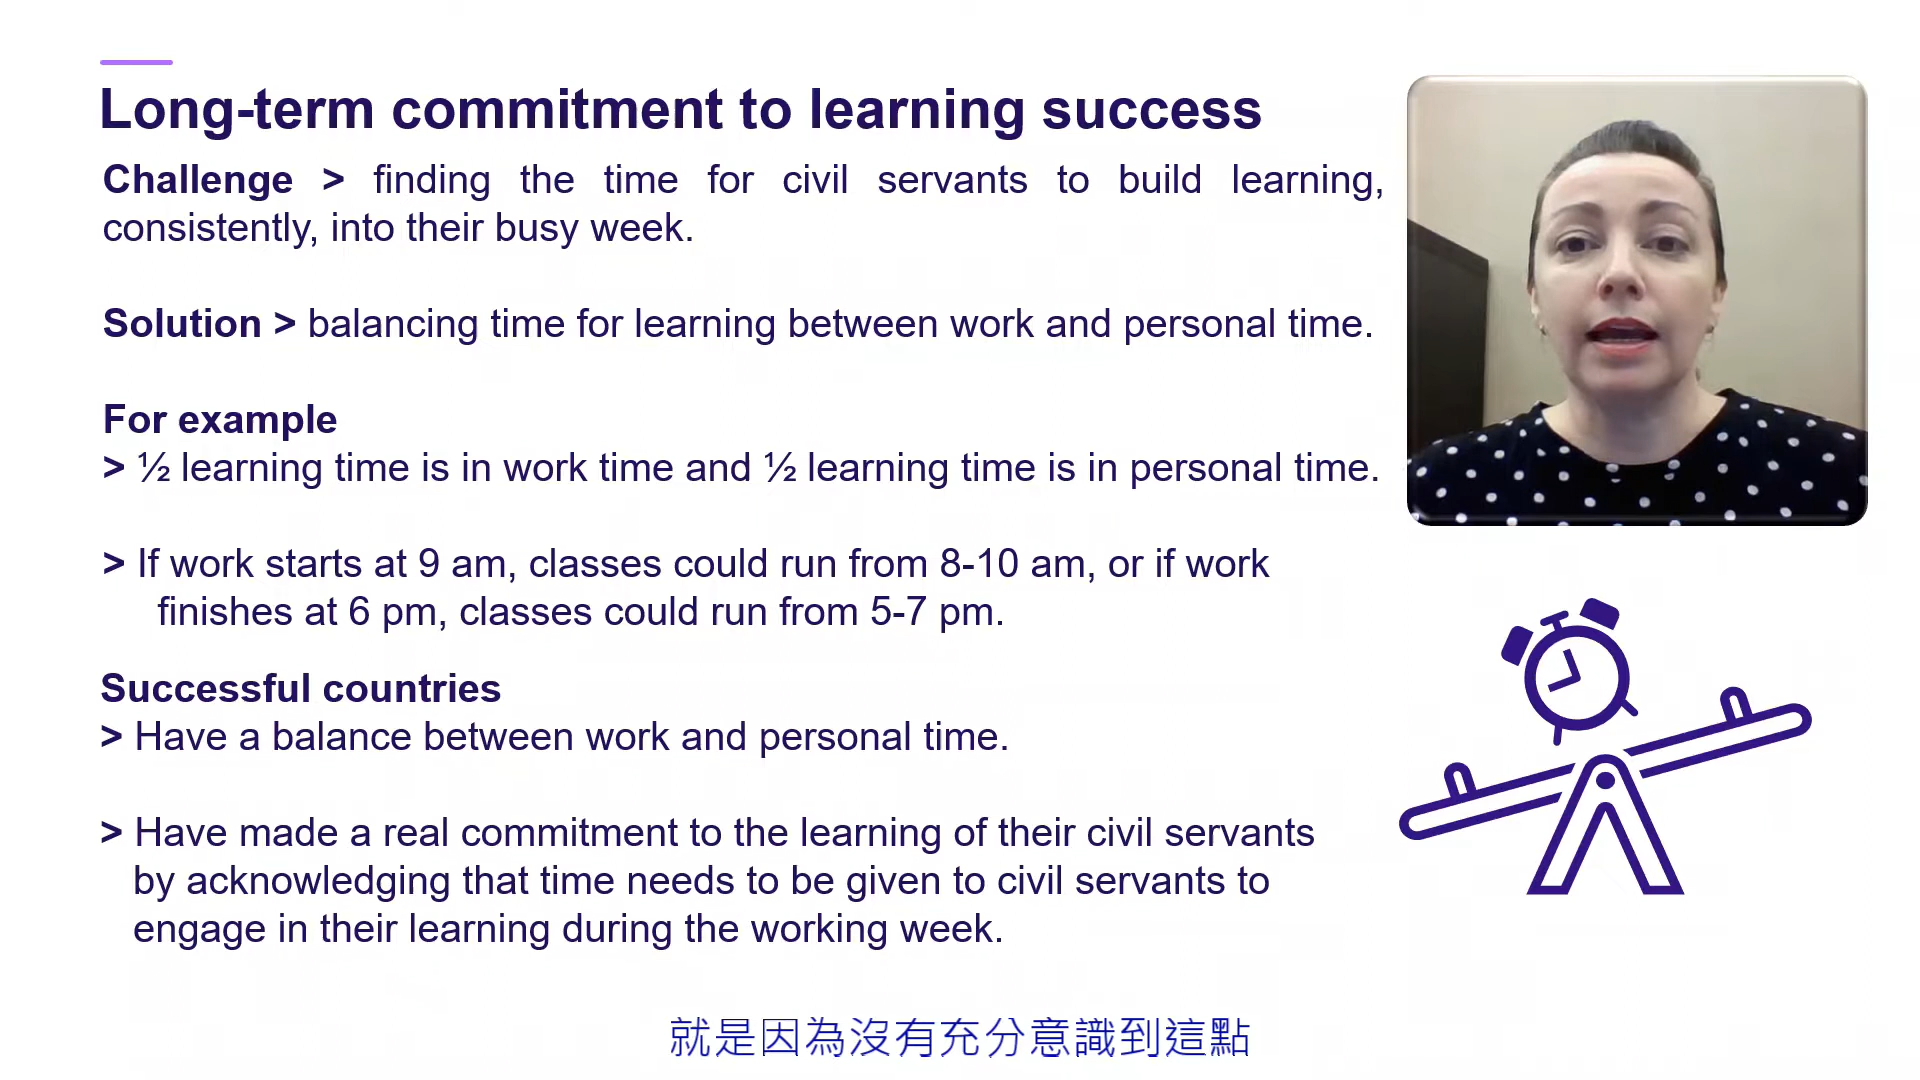 Long-term commitment to learning success
Challenge > finding the time for civil servants to build learning,
consistently, into their busy week.
Solution > balancing time for learning between work and personal time.
For example
> ½ learning time is in work time and ½ learning time is in personal time.
> If work starts at 9 am, classes could run from 8-10 am, or if work
finishes at 6 pm, classes could run from 5-7 pm.
Successful countries
> Have a balance between work and personal time.
> Have made a real commitment to the learning of their civil servants
by acknowledging that time needs to be given to civil servants to
engage in their learning during the working week.
就是因為沒有充分意識到這點